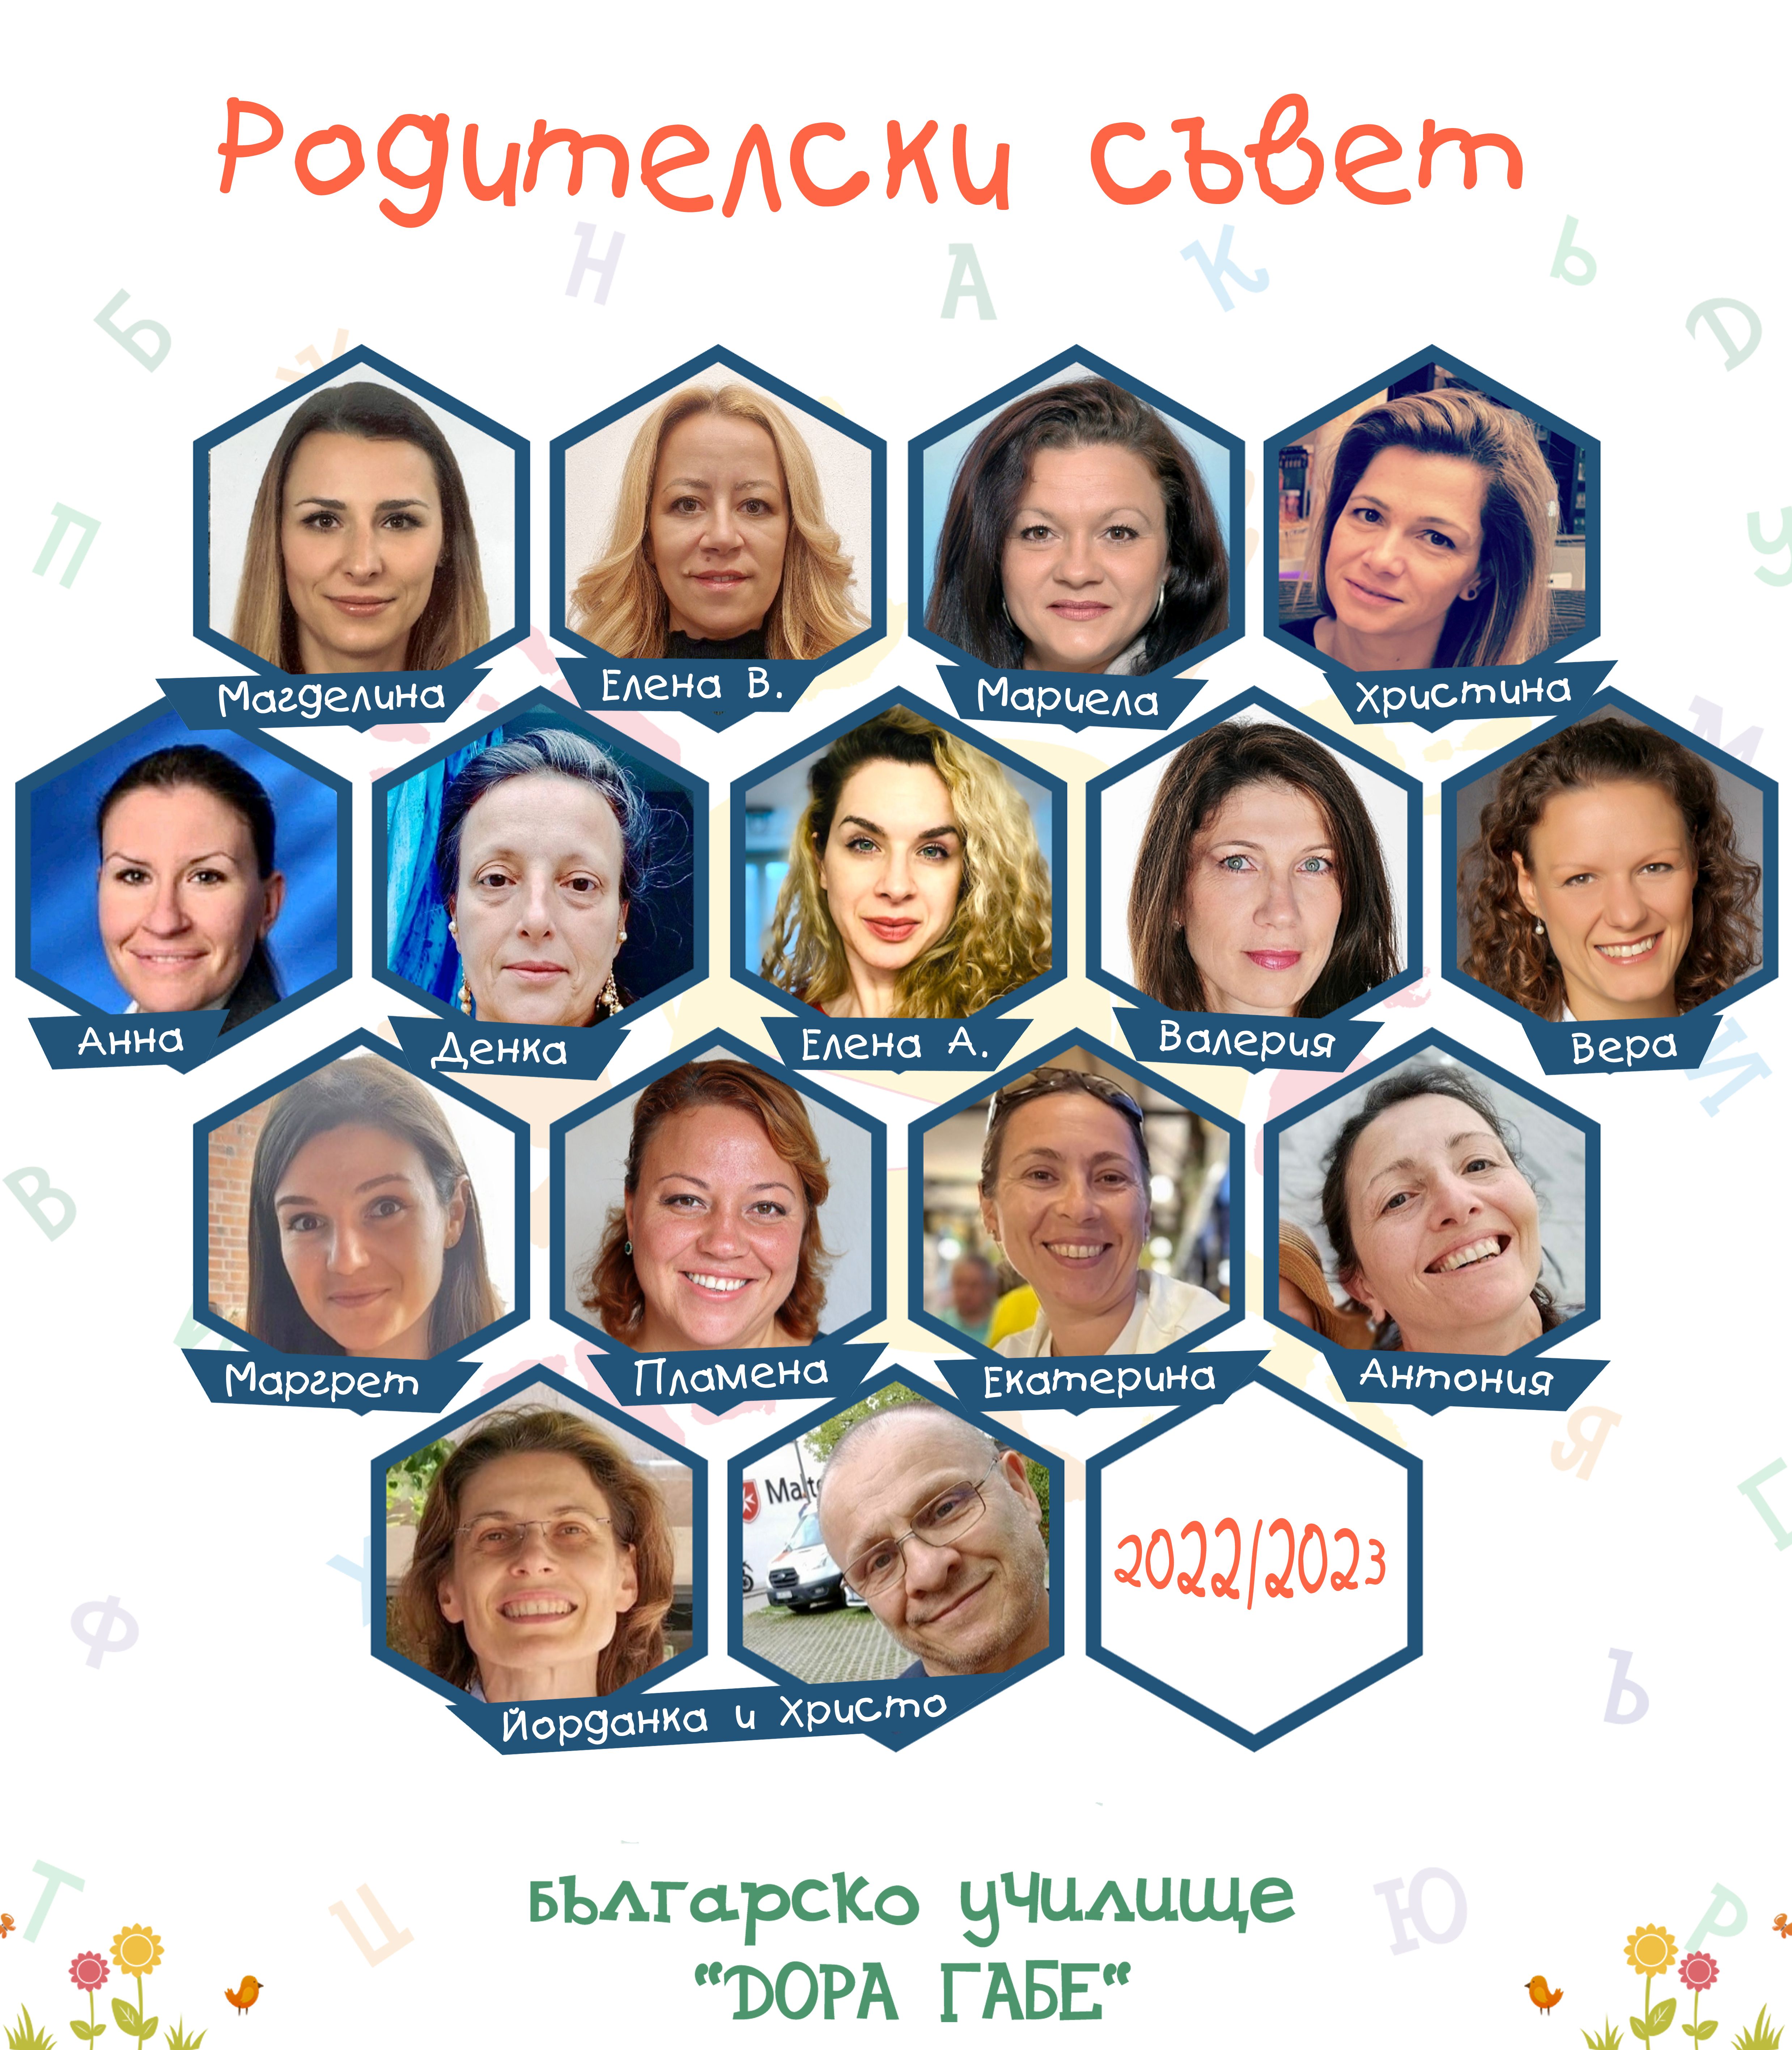 Родителски съвет
Магделина
Елена В.
Мариела
Христина
Анна
Денка
Елена А.
Валерия
Вера
Маргрет
Пламена
Екатерина
Антония
Йорданка и Христо
2022/2023
Българско училище
“ДОРА ГАБЕ“